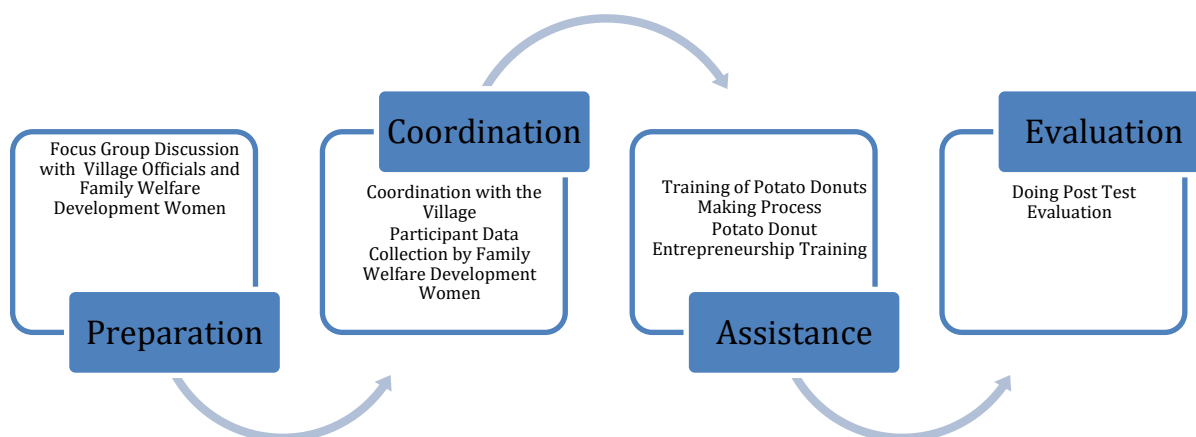 Focus Group Discussion
with Village Officials and
Family Welfare
Development Women
Preparation
Coordination
Coordination with the
Village
Participant Data
Collection by Family
Welfare Development
Women
Training of Potato Donuts
Making Process
Potato Donut
Entrepreneurship Training
Assistance
Evaluation
Doing Post Test
Evaluation